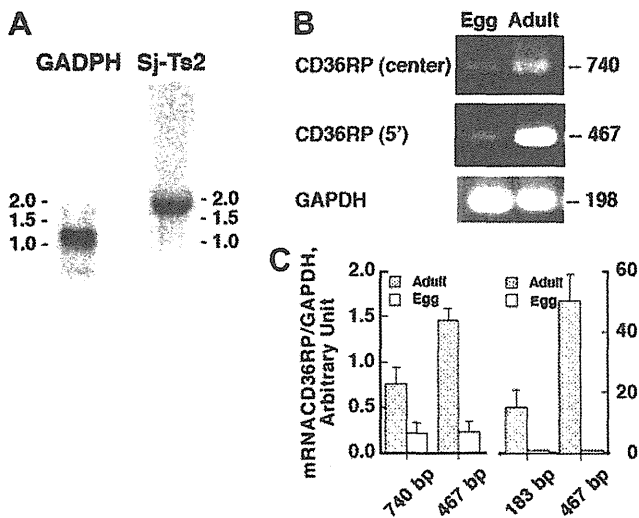 A
GADPH Sj-Ts2
2.0 -
1.5 -
1.0 -
- 2.0
- 1.5
- 1.0
B
Egg Adult
CD36RP (center)
- 740
CD36RP (5')
- 467
GAPDH
- 198
C
mRNACD36RP/GAPDH,
Arbitrary Unit
2.0
1.5
1.0
0.5
0.0
Adult
Egg
Adult
Egg
60
40
20
0
740 bp
467 bp
183 bp
467 bp